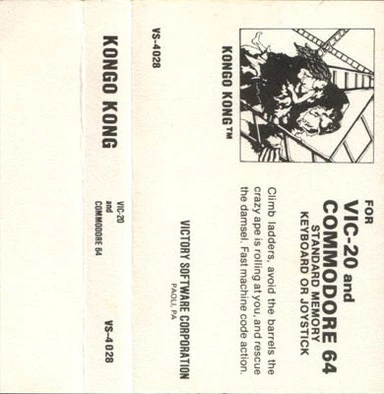 FOR
VIC-20 and
COMMODORE 64
STANDARD MEMORY
KEYBOARD OR JOYSTICK
KONGO KONG™
Climb ladders, avoid the barrels the
crazy ape is rolling at you, and rescue
the damsel. Fast machine code action.
VICTORY SOFTWARE CORPORATION
PAOLI, PA
VS-4028
KONGO KONG
VIC-20
and
COMMODORE 64
VS-4028